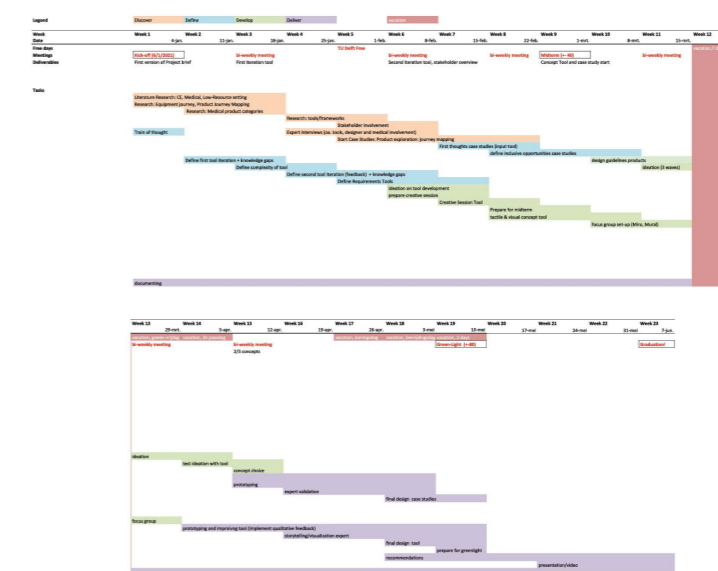 Legend Discover Define Develop Deliver vacation
Week Week 1 Week 2 Week 3 Week 4 Week 5 Week 6 Week 7 Week 8 Week 9 Week 10 Week 11 Week 12
Date 4-jan. 11-jan. 18-jan. 25-jan. 1-feb. 8-feb. 15-feb. 22-feb. 1-mrt. 8-mrt. 15-mrt.
Free days TU Delft Free
Meetings Kick-off (6/1/2021) bi-weekly meeting bi-weekly meeting bi-weekly meeting Midterm (+- 40) bi-weekly meeting
Deliverables First version of Project brief First iteration tool Second iteration tool, stakeholder overview Concept Tool and case study start
Tasks
Literature Research: CE, Medical, Low-Resource setting
Research: Equipment journey, Product Journey Mapping
Research: Medical product categories
Research: tools/frameworks
Stakeholder involvement
Train of thought Expert interviews (oa. tools, designer and medical involvement)
Start Case Studies: Product exploration: journey mapping
First thoughts case studies (input tool)
define inclusive opportunities case studies
Define first tool iteration + knowledge gaps design guidelines products
Define complexity of tool ideation (3 waves)
Define second tool iteration (feedback) + knowledge gaps
Define Requirements Tools
ideation on tool development
prepare creative session
Creative Session Tool
Prepare for midterm
tactile & visual concept tool
Focus group set-up (Miro, Mural)
documenting
Week 13 Week 14 Week 15 Week 16 Week 17 Week 18 Week 19 Week 20 Week 21 Week 22 Week 23
29-mrt. 5-apr. 12-apr. 19-apr. 26-apr. 3-mei 10-mei 17-mei 24-mei 31-mei 7-jun.
bi-weekly meeting bi-weekly meeting Green-Light (+-80) Graduation!
2/3 concepts
ideation
test ideation with tool
concept choice
prototyping
expert validation
final design case studies
focus group
prototyping and improving tool (implement qualitative feedback)
storytelling/visualisation expert
final design tool
prepare for greenlight
recommendations
presentation/video